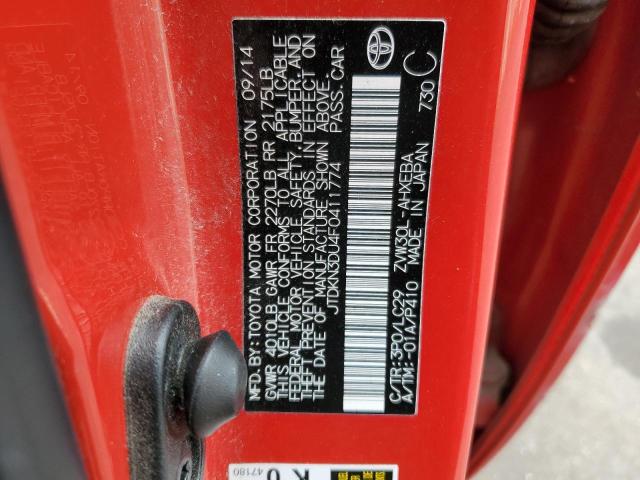 MFD.BY: TOYOTA MOTOR CORPORATION 09/14
GVWR 4010LB GAWR FR 2270LB RR 2175LB
THIS VEHICLE CONFORMS TO ALL APPLICABLE
FEDERAL MOTOR VEHICLE SAFETY, BUMPER, AND
THEFT PREVENTION STANDARDS IN EFFECT ON
THE DATE OF MANUFACTURE SHOWN ABOVE.
JTDKN3DU4F0411774 PASS.CAR
C/TR:3P0/LC29 ZVW30L-AHXEBA
A/TM:-01A/P410 MADE IN JAPAN 730 C
47180